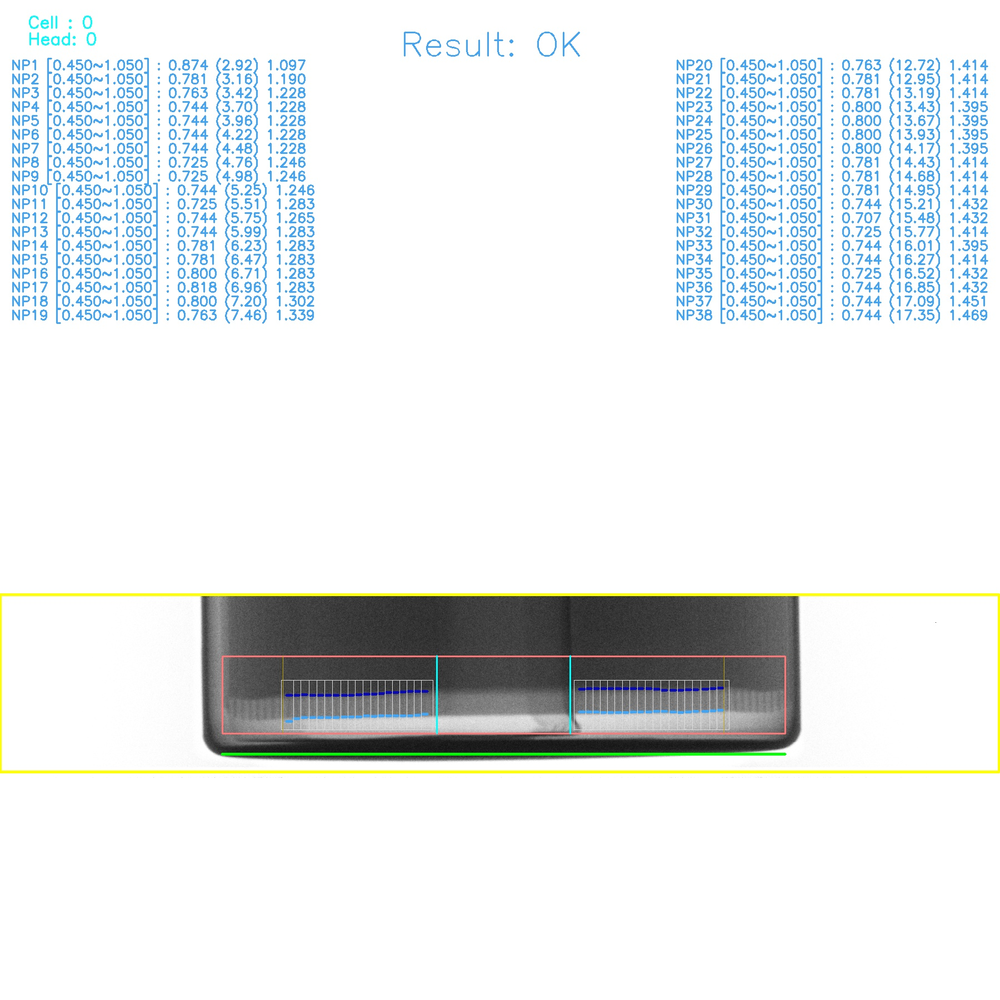 Cell : 0
Head: 0
Result: OK
NP1 [0.450~1.050] : 0.874 (2.92) 1.097
NP2 [0.450~1.050] : 0.781 (3.16) 1.190
NP3 [0.450~1.050] : 0.763 (3.42) 1.228
NP4 [0.450~1.050] : 0.744 (3.70) 1.228
NP5 [0.450~1.050] : 0.744 (3.96) 1.228
NP6 [0.450~1.050] : 0.744 (4.22) 1.228
NP7 [0.450~1.050] : 0.744 (4.48) 1.228
NP8 [0.450~1.050] : 0.725 (4.76) 1.246
NP9 [0.450~1.050] : 0.725 (4.98) 1.246
NP10 [0.450~1.050] : 0.744 (5.25) 1.246
NP11 [0.450~1.050] : 0.725 (5.51) 1.283
NP12 [0.450~1.050] : 0.744 (5.75) 1.265
NP13 [0.450~1.050] : 0.744 (5.99) 1.283
NP14 [0.450~1.050] : 0.781 (6.23) 1.283
NP15 [0.450~1.050] : 0.781 (6.47) 1.283
NP16 [0.450~1.050] : 0.800 (6.71) 1.283
NP17 [0.450~1.050] : 0.818 (6.96) 1.283
NP18 [0.450~1.050] : 0.800 (7.20) 1.302
NP19 [0.450~1.050] : 0.763 (7.46) 1.339
NP20 [0.450~1.050] : 0.763 (12.72) 1.414
NP21 [0.450~1.050] : 0.781 (12.95) 1.414
NP22 [0.450~1.050] : 0.781 (13.19) 1.414
NP23 [0.450~1.050] : 0.800 (13.43) 1.395
NP24 [0.450~1.050] : 0.800 (13.67) 1.395
NP25 [0.450~1.050] : 0.800 (13.93) 1.395
NP26 [0.450~1.050] : 0.800 (14.17) 1.395
NP27 [0.450~1.050] : 0.781 (14.43) 1.414
NP28 [0.450~1.050] : 0.781 (14.68) 1.414
NP29 [0.450~1.050] : 0.781 (14.95) 1.414
NP30 [0.450~1.050] : 0.744 (15.21) 1.432
NP31 [0.450~1.050] : 0.707 (15.48) 1.432
NP32 [0.450~1.050] : 0.725 (15.77) 1.414
NP33 [0.450~1.050] : 0.744 (16.01) 1.395
NP34 [0.450~1.050] : 0.744 (16.27) 1.414
NP35 [0.450~1.050] : 0.725 (16.52) 1.432
NP36 [0.450~1.050] : 0.744 (16.85) 1.432
NP37 [0.450~1.050] : 0.744 (17.09) 1.451
NP38 [0.450~1.050] : 0.744 (17.35) 1.469